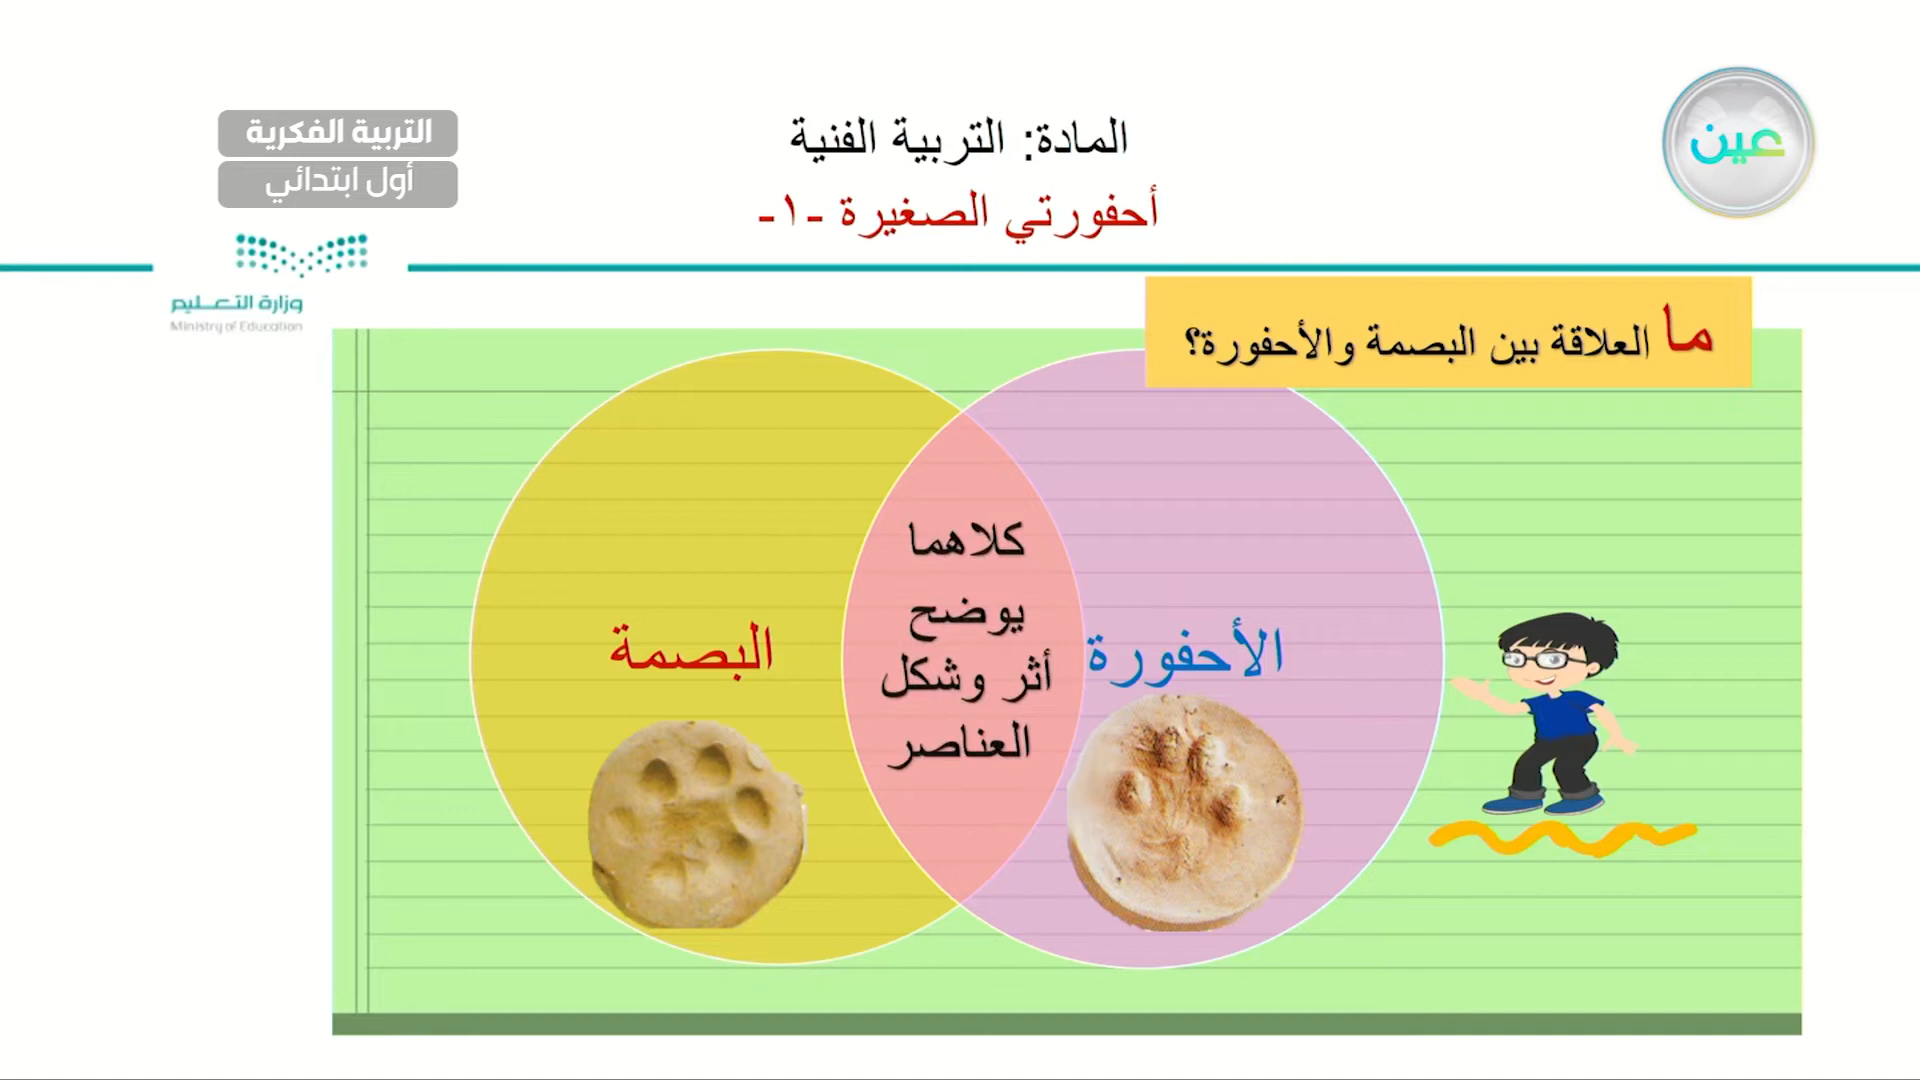 عين
المادة: التربية الفنية
أحفورتي الصغيرة -١-
التربية الفكرية
أول ابتدائي
وزارة التعـــليم
Ministry of Education
ما العلاقة بين البصمة والأحفورة؟
الأحفورة
كلاهما
يوضح
أثر وشكل
العناصر
البصمة